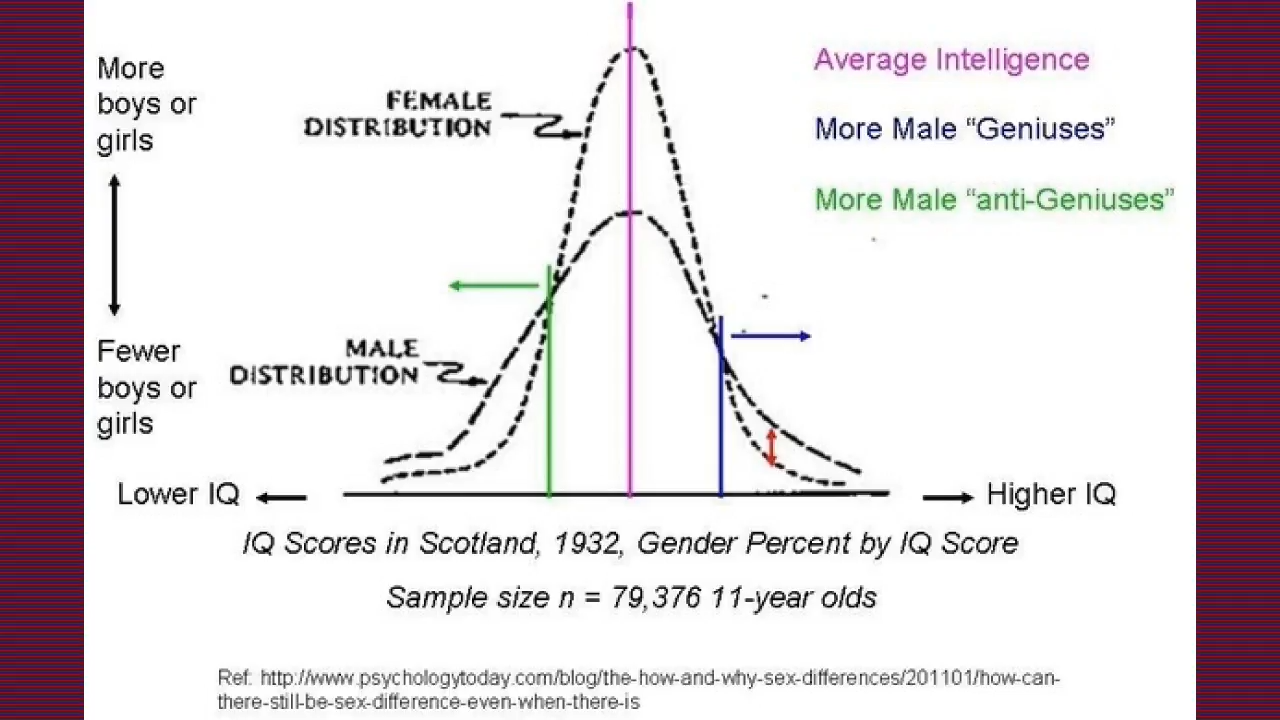 More
boys or
girls
FEMALE
DISTRIBUTION
Average Intelligence
More Male “Geniuses”
More Male “anti-Geniuses”
Fewer
boys or
girls
MALE
DISTRIBUTION
Lower IQ
Higher IQ
IQ Scores in Scotland, 1932, Gender Percent by IQ Score
Sample size n = 79,376 11-year olds
Ref: http://www.psychologytoday.com/blog/the-how-and-why-sex-differences/201101/how-can-
there-still-be-sex-difference-even-when-there-is